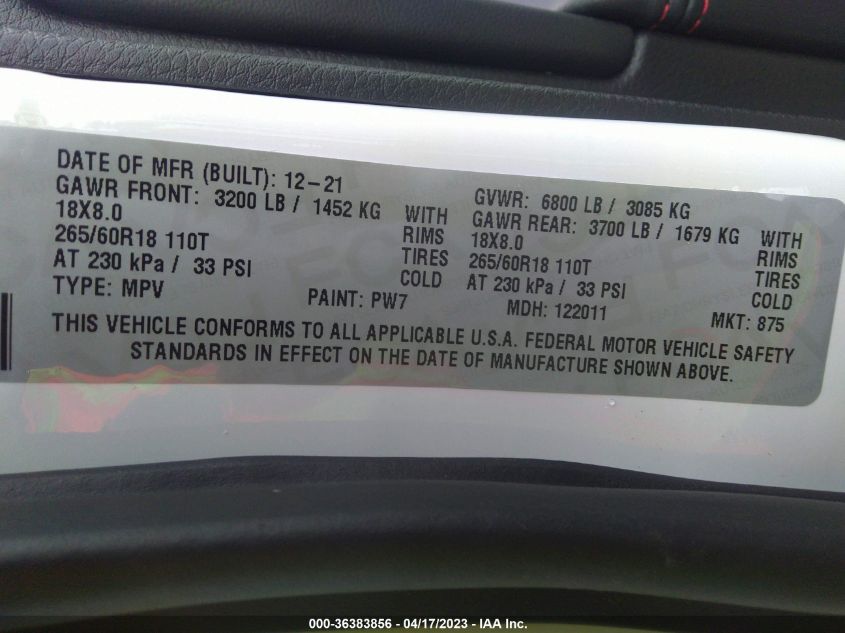 DATE OF MFR (BUILT): 12-21
GAWR FRONT: 3200 LB / 1452 KG WITH
18X8.0 RIMS
265/60R18 110T TIRES
AT 230 kPa / 33 PSI COLD
TYPE: MPV
PAINT: PW7
GVWR: 6800 LB / 3085 KG
GAWR REAR: 3700 LB / 1679 KG WITH
18X8.0 RIMS
265/60R18 110T TIRES
AT 230 kPa / 33 PSI COLD
MDH: 122011
MKT: 875
THIS VEHICLE CONFORMS TO ALL APPLICABLE U.S.A. FEDERAL MOTOR VEHICLE SAFETY
STANDARDS IN EFFECT ON THE DATE OF MANUFACTURE SHOWN ABOVE.
000-36383856 - 04/17/2023 - IAA Inc.